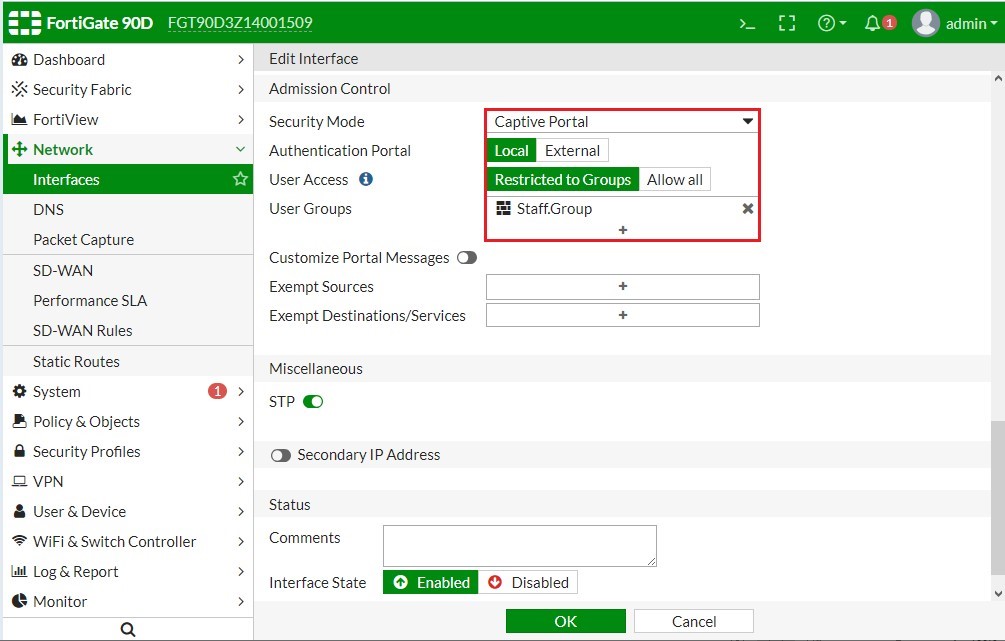 FortiGate 90D FGT90D3Z14001509 >_ ? 1 admin
Dashboard
Security Fabric
FortiView
Network
Interfaces
DNS
Packet Capture
SD-WAN
Performance SLA
SD-WAN Rules
Static Routes
System 1
Policy & Objects
Security Profiles
VPN
User & Device
WiFi & Switch Controller
Log & Report
Monitor
Edit Interface
Admission Control
Security Mode Captive Portal
Authentication Portal Local External
User Access Restricted to Groups Allow all
User Groups Staff.Group
+
Customize Portal Messages
Exempt Sources +
Exempt Destinations/Services +
Miscellaneous
STP
Secondary IP Address
Status
Comments
Interface State Enabled Disabled
OK Cancel